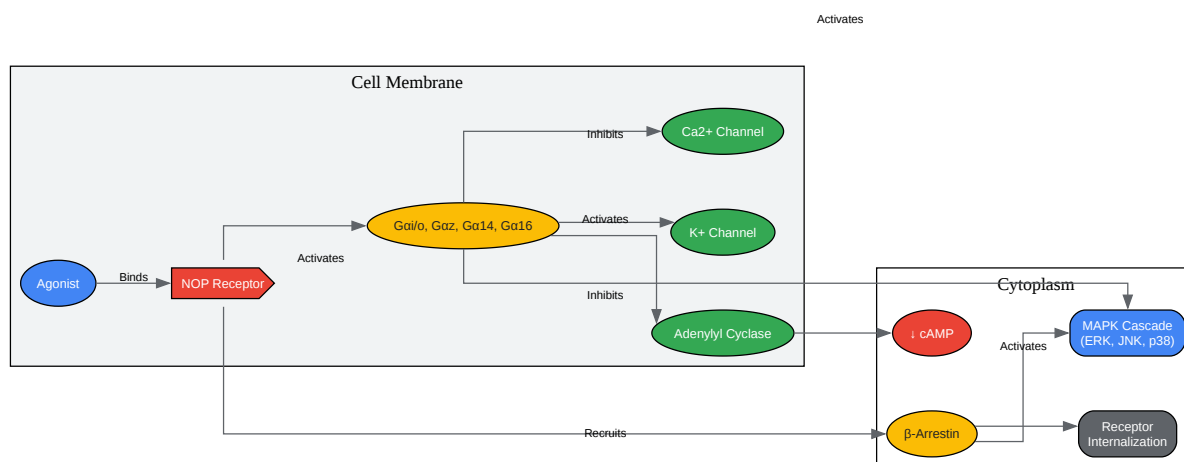 Activates
Cell Membrane
Ca2+ Channel
Inhibits
Gαi/o, Gαz, Gα14, Gα16
Activates
K+ Channel
Activates
Agonist
Binds
NOP Receptor
Inhibits
Adenylyl Cyclase
Cytoplasm
↓ cAMP
Activates
MAPK Cascade
(ERK, JNK, p38)
Recruits
β-Arrestin
Receptor
Internalization